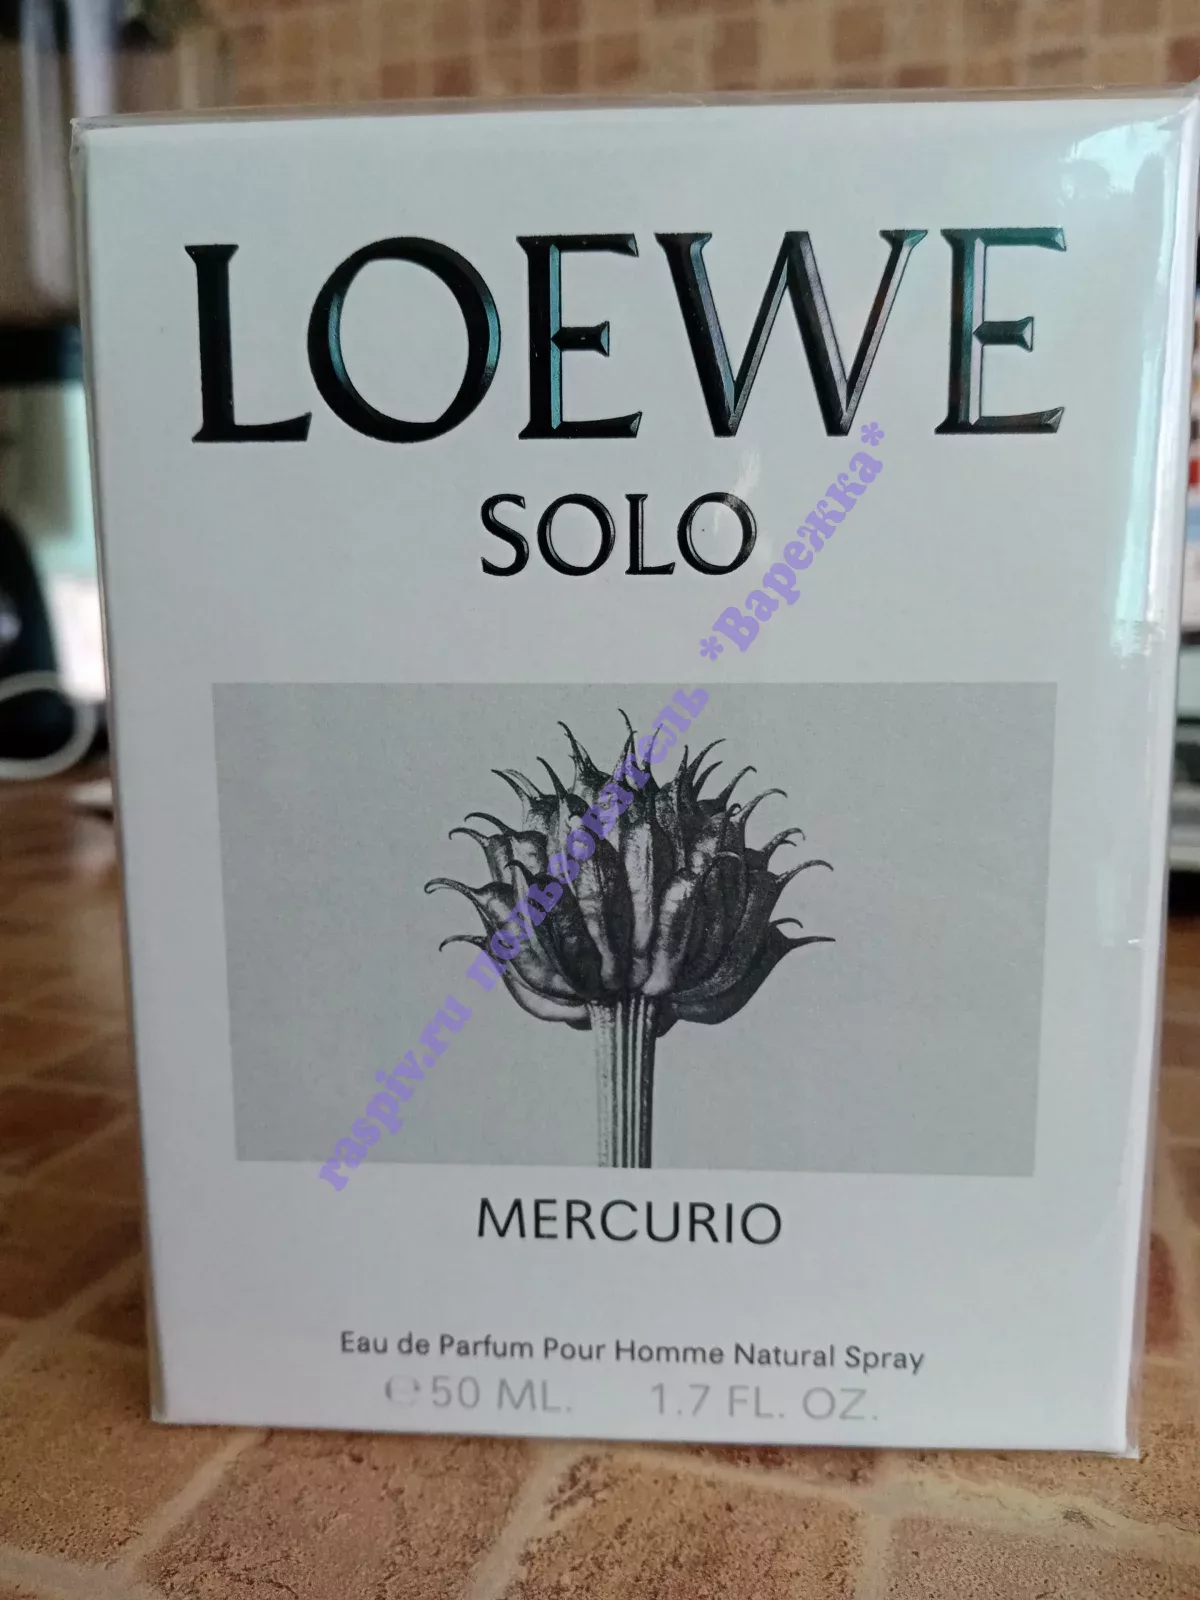 LOEWE
SOLO
raspiv.ru пользователь *Варежка*
MERCURIO
Eau de Parfum Pour Homme Natural Spray
℮50 ML. 1.7 FL. OZ.